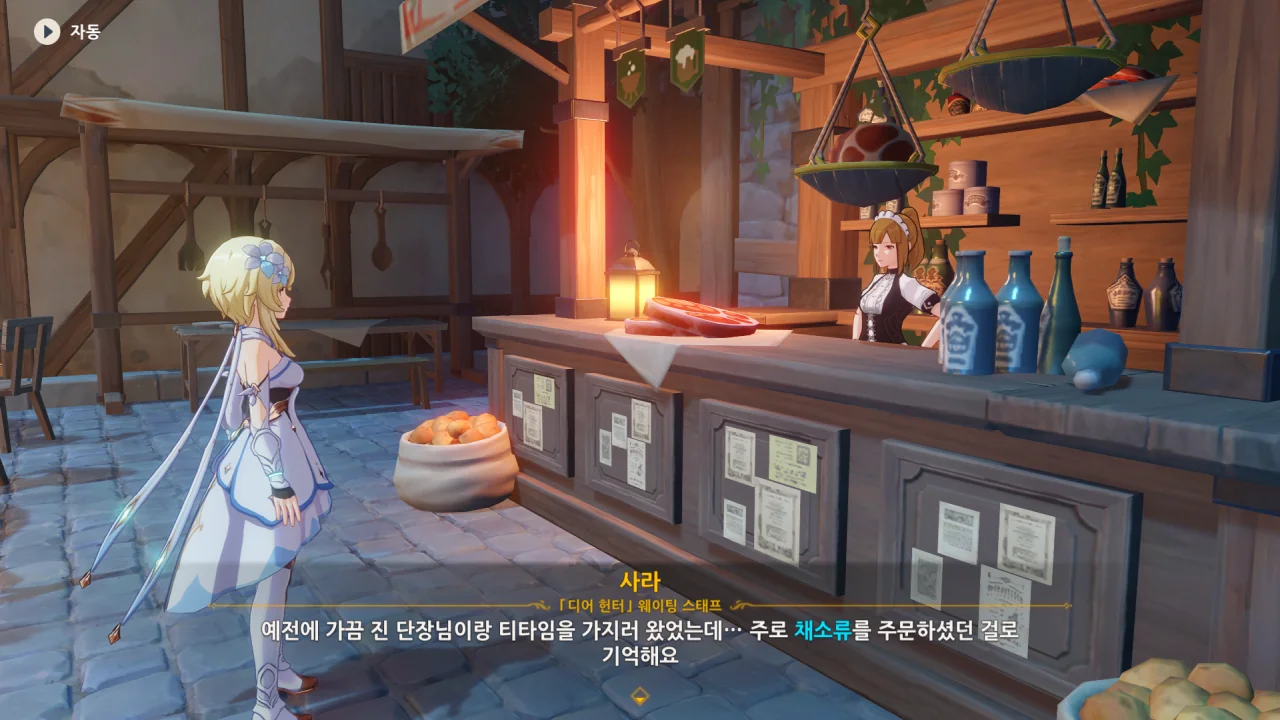 자동
사라
「디어 헌터」 웨이팅 스태프
예전에 가끔 진 단장님이랑 티타임을 가지러 왔었는데… 주로 채소류를 주문하셨던 걸로
기억해요